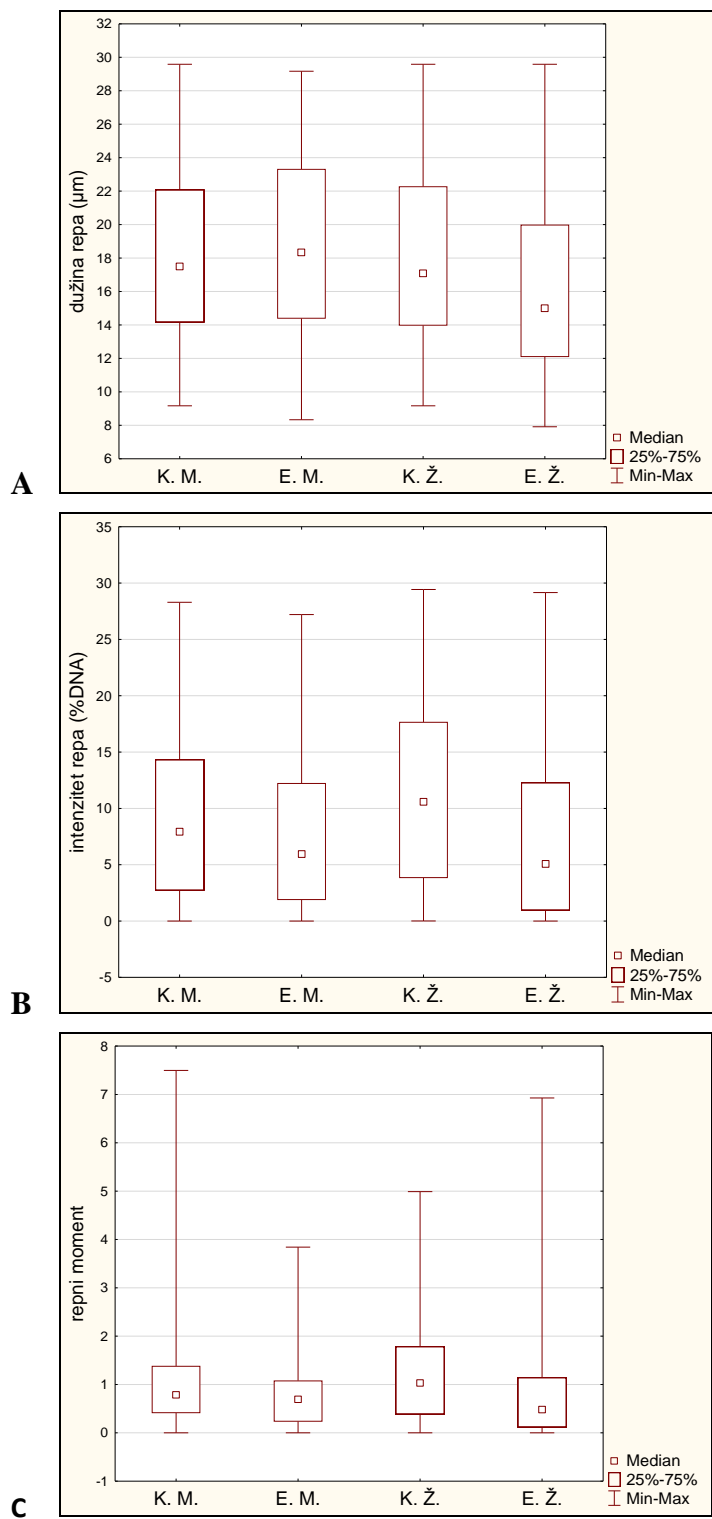 32
30
28
26
24
22
20
18
16
14
12
10
8
6
dužina repa (µm)
K. M. E. M. K. Ž. E. Ž.
Median
25%-75%
Min-Max
A
35
30
25
20
15
10
5
0
-5
intenzitet repa (%DNA)
K. M. E. M. K. Ž. E. Ž.
Median
25%-75%
Min-Max
B
8
7
6
5
4
3
2
1
0
-1
repni moment
K. M. E. M. K. Ž. E. Ž.
Median
25%-75%
Min-Max
C